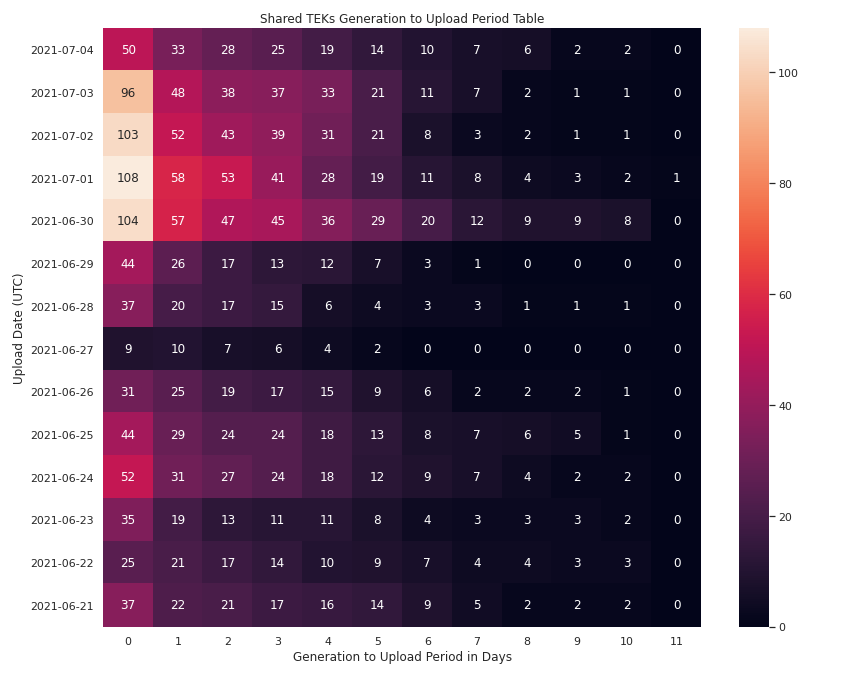 Shared TEKs Generation to Upload Period Table
Upload Date (UTC)
2021-07-04 50 33 28 25 19 14 10 7 6 2 2 0
2021-07-03 96 48 38 37 33 21 11 7 2 1 1 0
2021-07-02 103 52 43 39 31 21 8 3 2 1 1 0
2021-07-01 108 58 53 41 28 19 11 8 4 3 2 1
2021-06-30 104 57 47 45 36 29 20 12 9 9 8 0
2021-06-29 44 26 17 13 12 7 3 1 0 0 0 0
2021-06-28 37 20 17 15 6 4 3 3 1 1 1 0
2021-06-27 9 10 7 6 4 2 0 0 0 0 0 0
2021-06-26 31 25 19 17 15 9 6 2 2 2 1 0
2021-06-25 44 29 24 24 18 13 8 7 6 5 1 0
2021-06-24 52 31 27 24 18 12 9 7 4 2 2 0
2021-06-23 35 19 13 11 11 8 4 3 3 3 2 0
2021-06-22 25 21 17 14 10 9 7 4 4 3 3 0
2021-06-21 37 22 21 17 16 14 9 5 2 2 2 0
0 1 2 3 4 5 6 7 8 9 10 11
Generation to Upload Period in Days
100
80
60
40
20
0